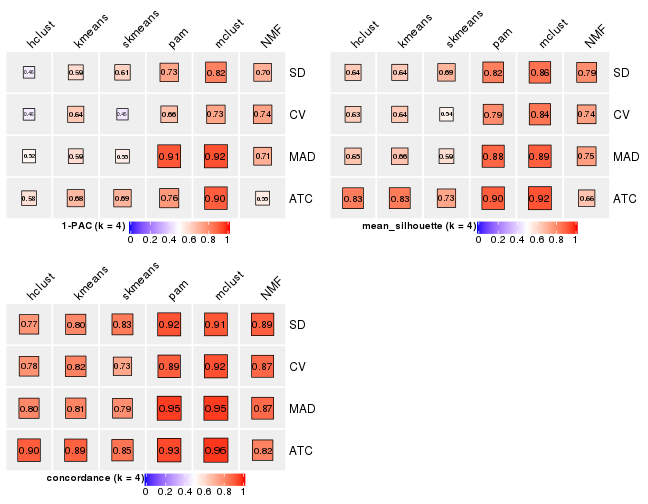 hclust kmeans skmeans pam mclust NMF
0.59 0.61 0.73 0.82 0.70 SD
0.64 0.66 0.73 0.74 CV
0.52 0.59 0.55 0.91 0.92 0.71 MAD
0.58 0.68 0.69 0.76 0.90 0.55 ATC
1-PAC (k = 4)
0 0.2 0.4 0.6 0.8 1
hclust kmeans skmeans pam mclust NMF
0.64 0.64 0.69 0.82 0.86 0.79 SD
0.63 0.64 0.54 0.79 0.84 0.74 CV
0.65 0.66 0.59 0.88 0.89 0.75 MAD
0.83 0.83 0.73 0.90 0.92 0.66 ATC
mean_silhouette (k = 4)
0 0.2 0.4 0.6 0.8 1
hclust kmeans skmeans pam mclust NMF
0.77 0.80 0.83 0.92 0.91 0.89 SD
0.78 0.82 0.73 0.89 0.92 0.87 CV
0.80 0.81 0.79 0.95 0.95 0.87 MAD
0.90 0.89 0.85 0.93 0.96 0.82 ATC
concordance (k = 4)
0 0.2 0.4 0.6 0.8 1